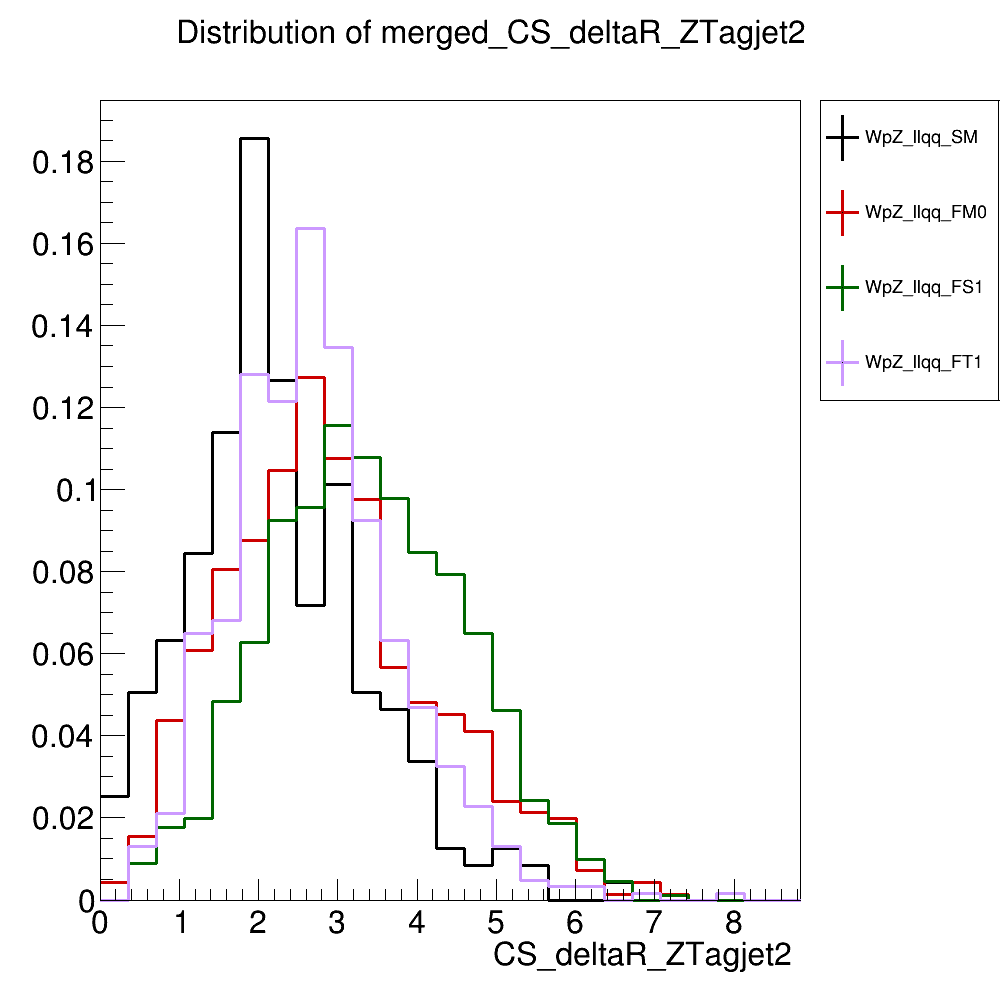 Distribution of merged_CS_deltaR_ZTagjet2
WpZ_llqq_SM
WpZ_llqq_FM0
WpZ_llqq_FS1
WpZ_llqq_FT1
0.18
0.16
0.14
0.12
0.1
0.08
0.06
0.04
0.02
0
0 1 2 3 4 5 6 7 8
CS_deltaR_ZTagjet2